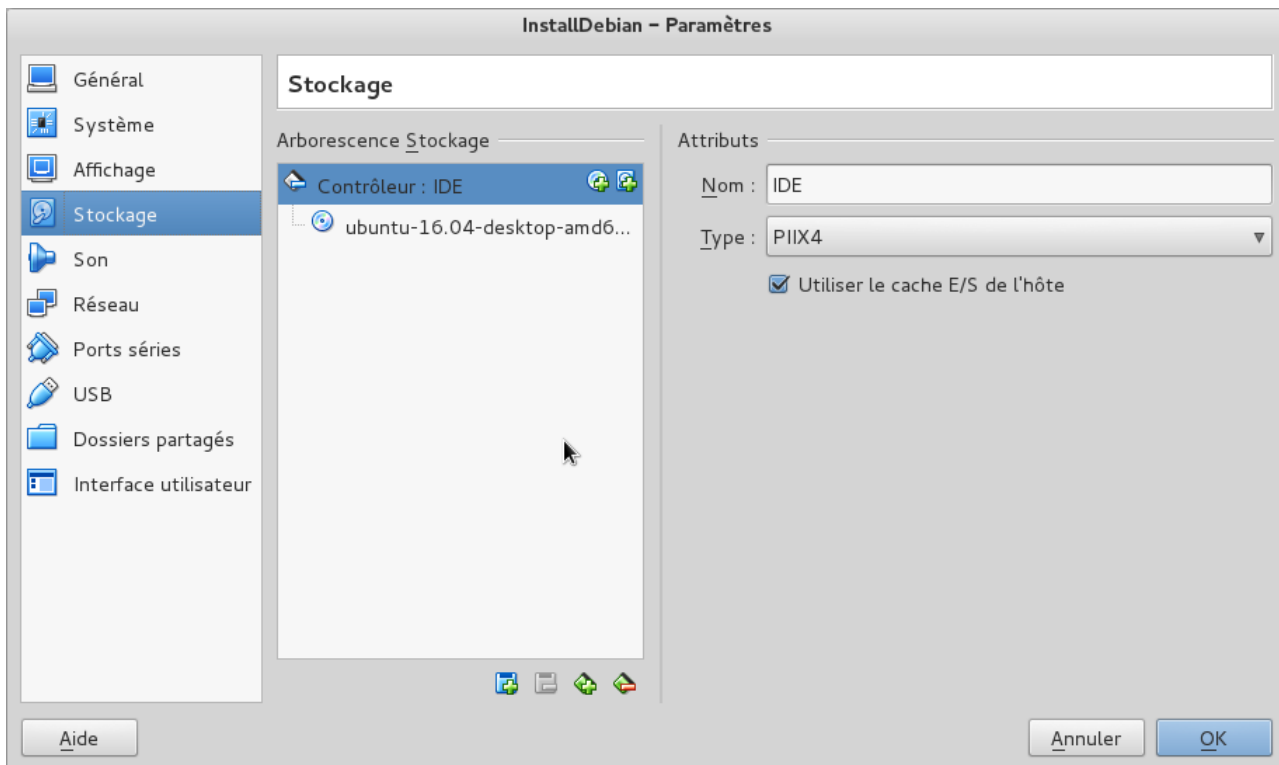 InstallDebian – Paramètres
Général
Système
Affichage
Stockage
Son
Réseau
Ports séries
USB
Dossiers partagés
Interface utilisateur
Stockage
Arborescence Stockage
Contrôleur : IDE
ubuntu-16.04-desktop-amd6...
Attributs
Nom : IDE
Type : PIIX4
Utiliser le cache E/S de l'hôte
Aide
Annuler
OK